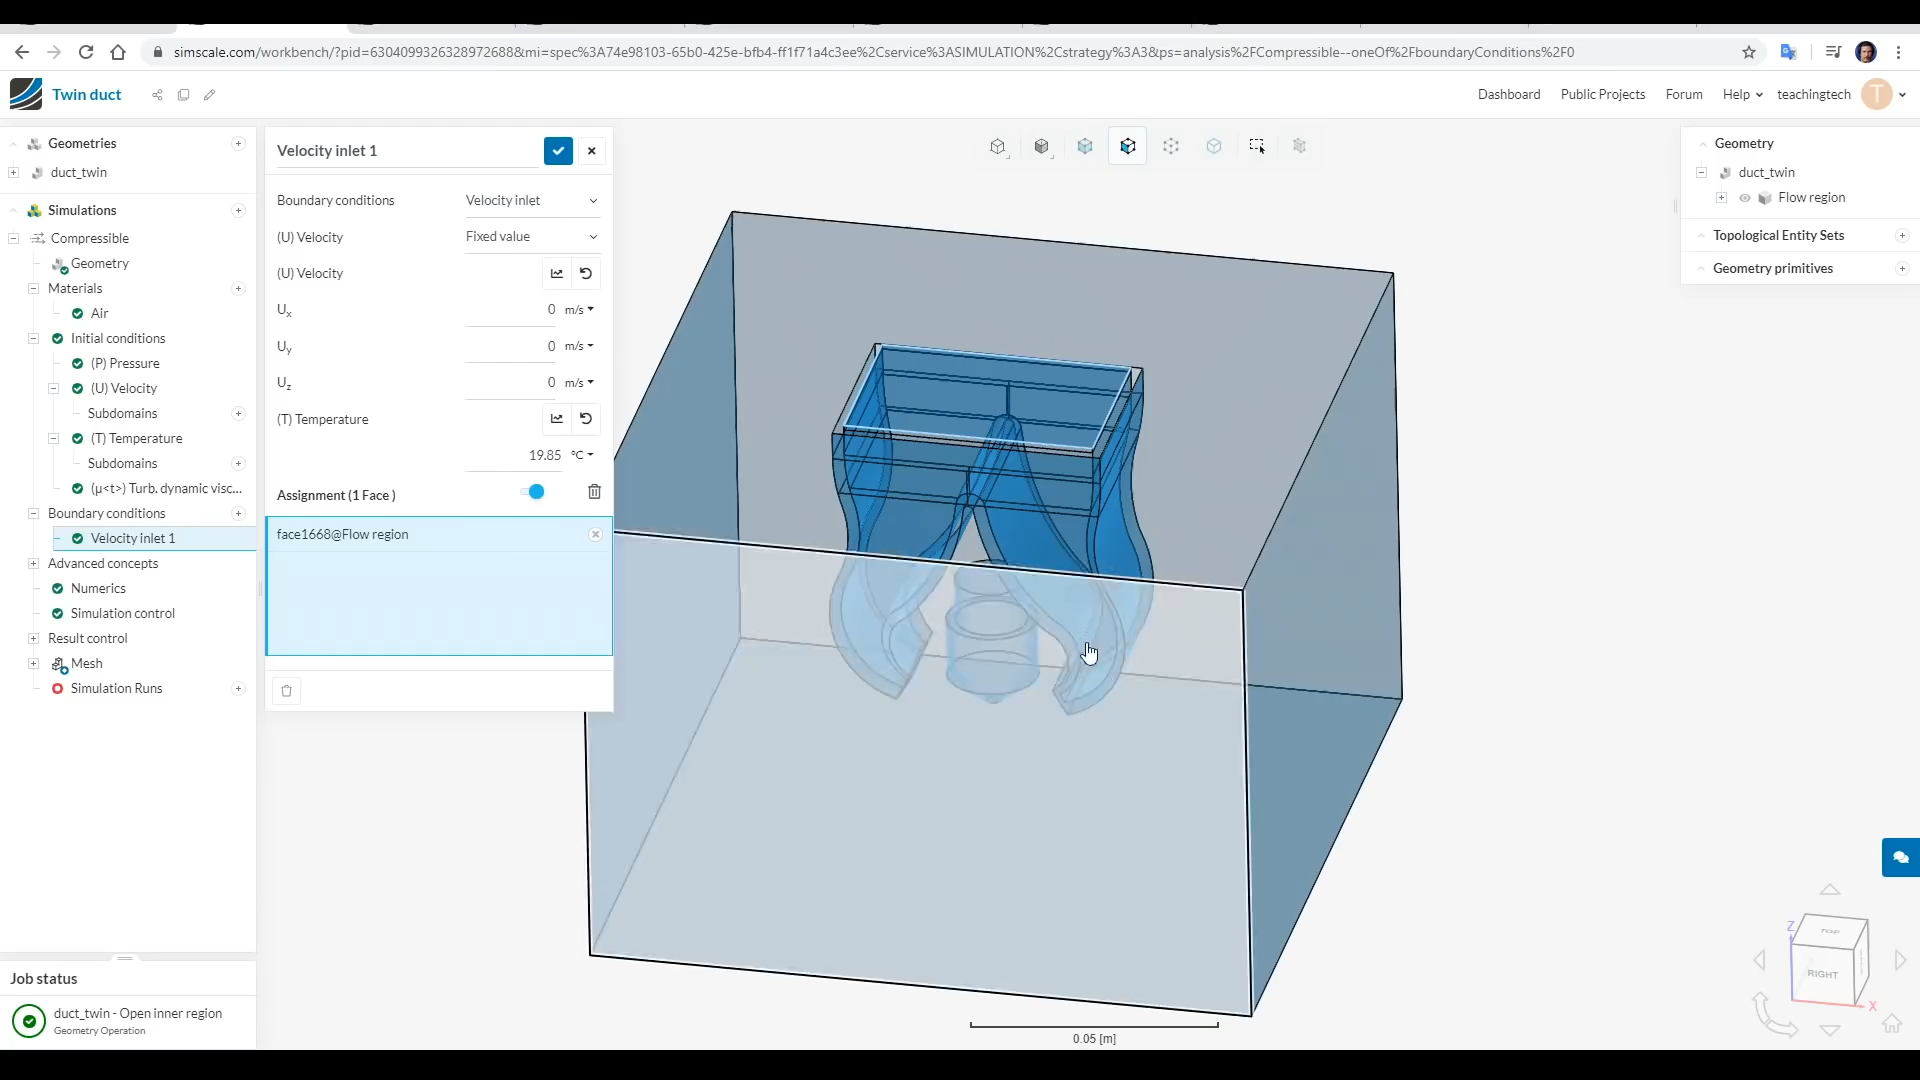 simscale.com/workbench/?pid=6304099326328972688&mi=spec%3A74e98103-65b0-425e-bfb4-ff1f71a4c3ee%2Cservice%3ASIMULATION%2Cstrategy%3A3&ps=analysis%2FCompressible--oneOf%2FboundaryConditions%2F0
Twin duct
Dashboard
Public Projects
Forum
Help
teachingtech
T
Geometries
duct_twin
Simulations
Compressible
Geometry
Materials
Air
Initial conditions
(P) Pressure
(U) Velocity
Subdomains
(T) Temperature
Subdomains
(μ<t>) Turb. dynamic visc...
Boundary conditions
Velocity inlet 1
Advanced concepts
Numerics
Simulation control
Result control
Mesh
Simulation Runs
Job status
duct_twin - Open inner region
Geometry Operation
Velocity inlet 1
Boundary conditions Velocity inlet
(U) Velocity Fixed value
(U) Velocity
Ux 0 m/s
Uy 0 m/s
Uz 0 m/s
(T) Temperature
19.85 °C
Assignment (1 Face )
face1668@Flow region
0.05 [m]
Geometry
duct_twin
Flow region
Topological Entity Sets
Geometry primitives
Z
TOP
RIGHT
X